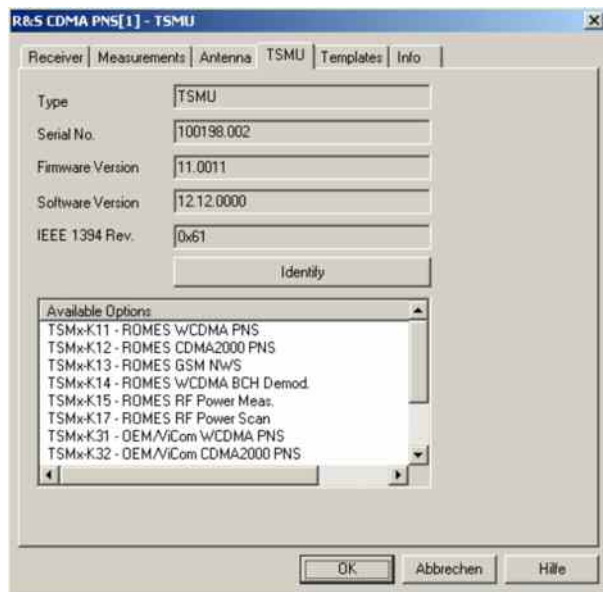 R&S CDMA PNS[1] - TSMU
Receiver Measurements Antenna TSMU Templates Info
Type TSMU
Serial No. 100198.002
Firmware Version 11.0011
Software Version 12.12.0000
IEEE 1394 Rev. 0x61
Identify
Available Options
TSMx-K11 - ROMES WCDMA PNS
TSMx-K12 - ROMES CDMA2000 PNS
TSMx-K13 - ROMES GSM NWS
TSMx-K14 - ROMES WCDMA BCH Demod.
TSMx-K15 - ROMES RF Power Meas.
TSMx-K17 - ROMES RF Power Scan
TSMx-K31 - OEM/ViCom WCDMA PNS
TSMx-K32 - OEM/ViCom CDMA2000 PNS
OK Abbrechen Hilfe